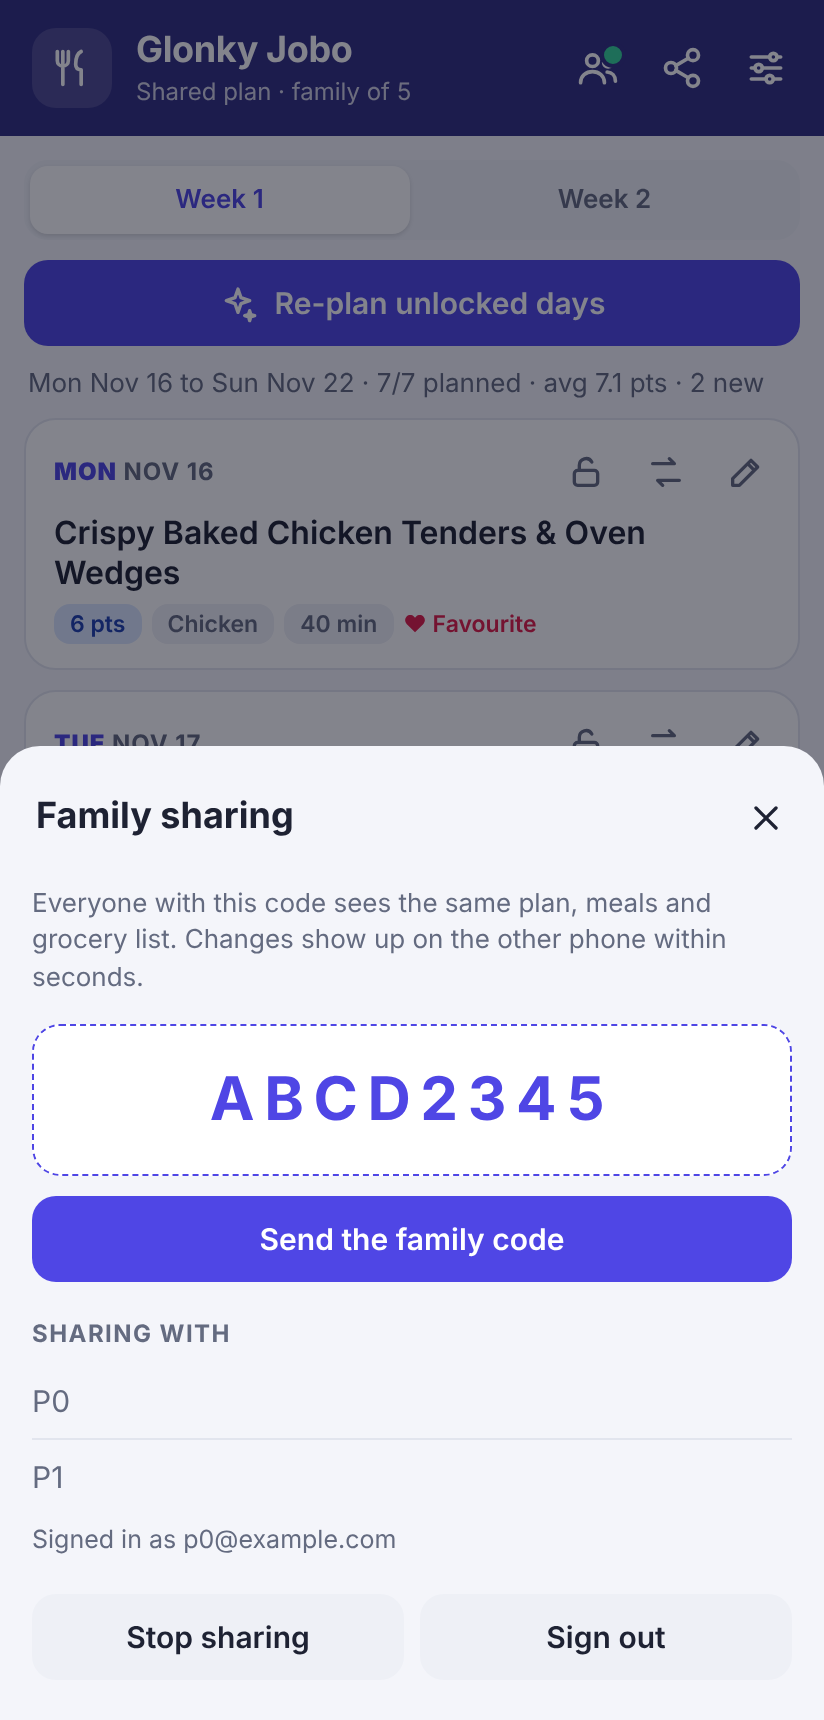 Glonky Jobo
Shared plan · family of 5
Week 1
Week 2
Re-plan unlocked days
Mon Nov 16 to Sun Nov 22 · 7/7 planned · avg 7.1 pts · 2 new
MON NOV 16
Crispy Baked Chicken Tenders & Oven
Wedges
6 pts
Chicken
40 min
Favourite
TUE NOV 17
Family sharing
Everyone with this code sees the same plan, meals and
grocery list. Changes show up on the other phone within
seconds.
ABCD2345
Send the family code
SHARING WITH
P0
P1
Signed in as p0@example.com
Stop sharing
Sign out